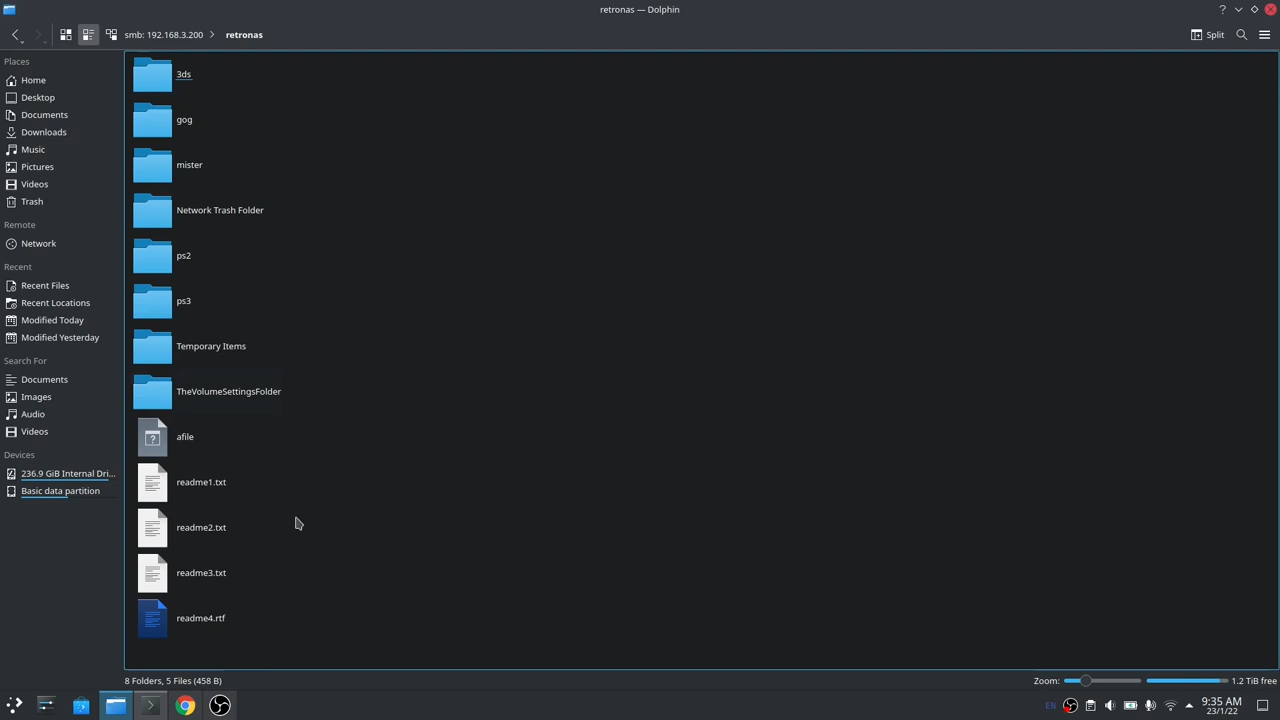 retronas — Dolphin
smb: 192.168.3.200 > retronas
Split
Places
Home
Desktop
Documents
Downloads
Music
Pictures
Videos
Trash
Remote
Network
Recent
Recent Files
Recent Locations
Modified Today
Modified Yesterday
Search For
Documents
Images
Audio
Videos
Devices
236.9 GiB Internal Dri...
Basic data partition
3ds
gog
mister
Network Trash Folder
ps2
ps3
Temporary Items
TheVolumeSettingsFolder
afile
readme1.txt
readme2.txt
readme3.txt
readme4.rtf
8 Folders, 5 Files (458 B)
Zoom:
1.2 TiB free
EN
9:35 AM
23/1/22